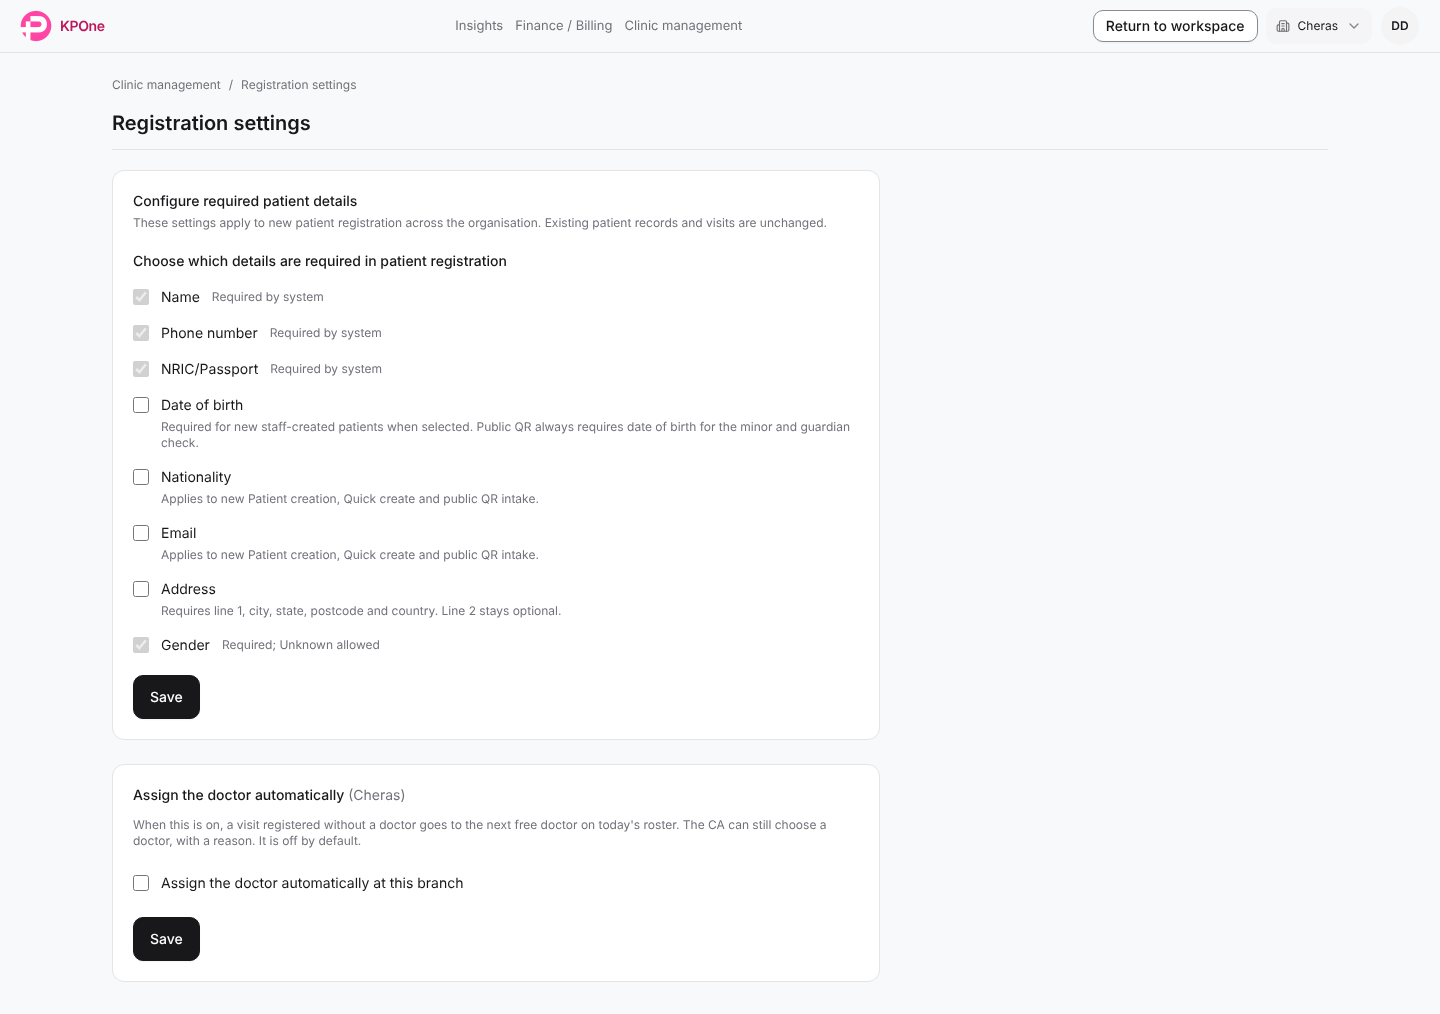 KPOne
Insights
Finance / Billing
Clinic management
Return to workspace
Cheras
DD
Clinic management / Registration settings
Registration settings
Configure required patient details
These settings apply to new patient registration across the organisation. Existing patient records and visits are unchanged.
Choose which details are required in patient registration
Name Required by system
Phone number Required by system
NRIC/Passport Required by system
Date of birth
Required for new staff-created patients when selected. Public QR always requires date of birth for the minor and guardian
check.
Nationality
Applies to new Patient creation, Quick create and public QR intake.
Email
Applies to new Patient creation, Quick create and public QR intake.
Address
Requires line 1, city, state, postcode and country. Line 2 stays optional.
Gender Required; Unknown allowed
Save
Assign the doctor automatically (Cheras)
When this is on, a visit registered without a doctor goes to the next free doctor on today's roster. The CA can still choose a
doctor, with a reason. It is off by default.
Assign the doctor automatically at this branch
Save